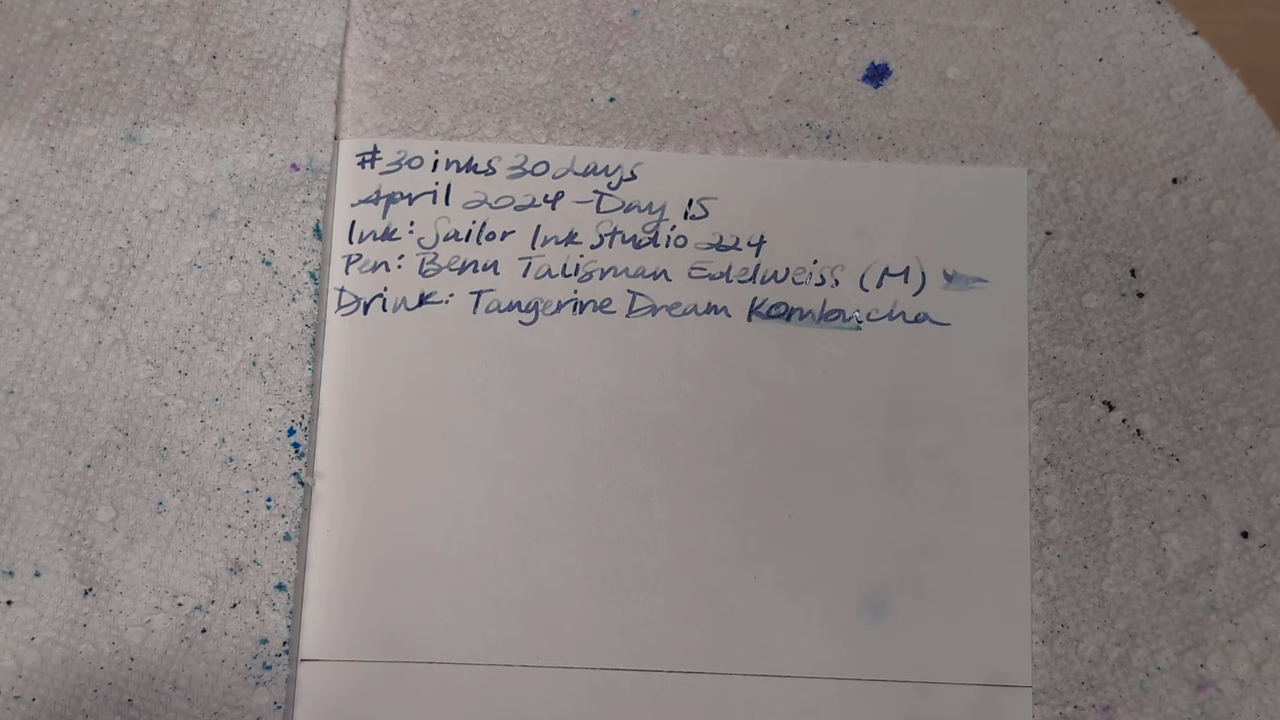 #30inks30days
April 2024 - Day 15
Ink: Sailor Ink Studio 224
Pen: Benu Talisman Edelweiss (M)
Drink: Tangerine Dream Kombucha